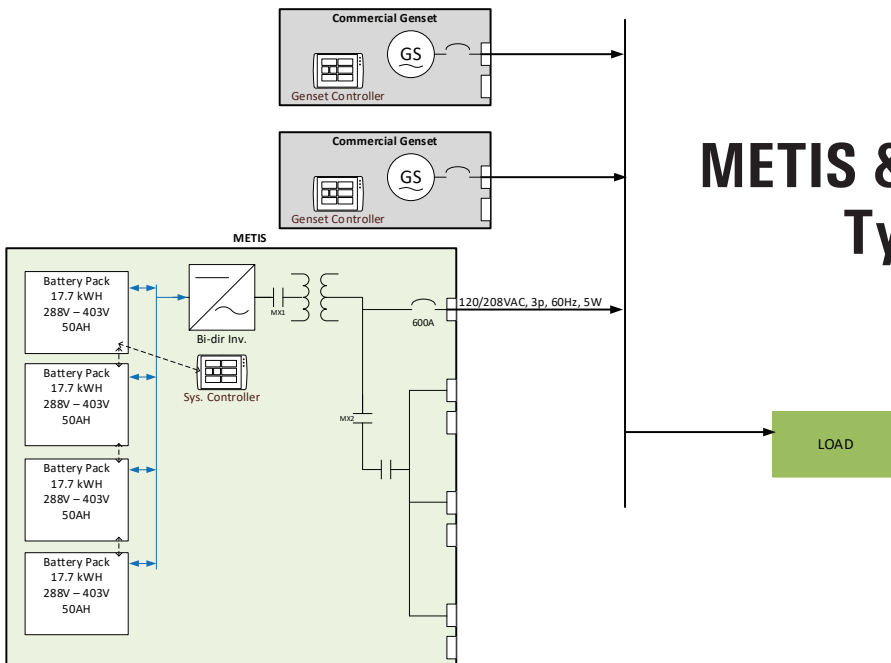 Commercial Genset
GS
Genset Controller
Commercial Genset
GS
Genset Controller
METIS &
Ty
METIS
Battery Pack
17.7 kWH
288V – 403V
50AH
Battery Pack
17.7 kWH
288V – 403V
50AH
Battery Pack
17.7 kWH
288V – 403V
50AH
Battery Pack
17.7 kWH
288V – 403V
50AH
Bi-dir Inv.
Sys. Controller
MX1
600A
120/208VAC, 3p, 60Hz, 5W
MX2
LOAD